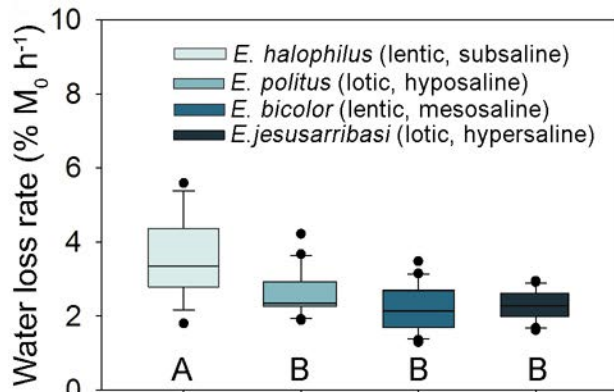 Water loss rate (% M₀ h⁻¹)
10
8
6
4
2
0
E. halophilus (lentic, subsaline)
E. politus (lotic, hyposaline)
E. bicolor (lentic, mesosaline)
E.jesusarribasi (lotic, hypersaline)
A B B B